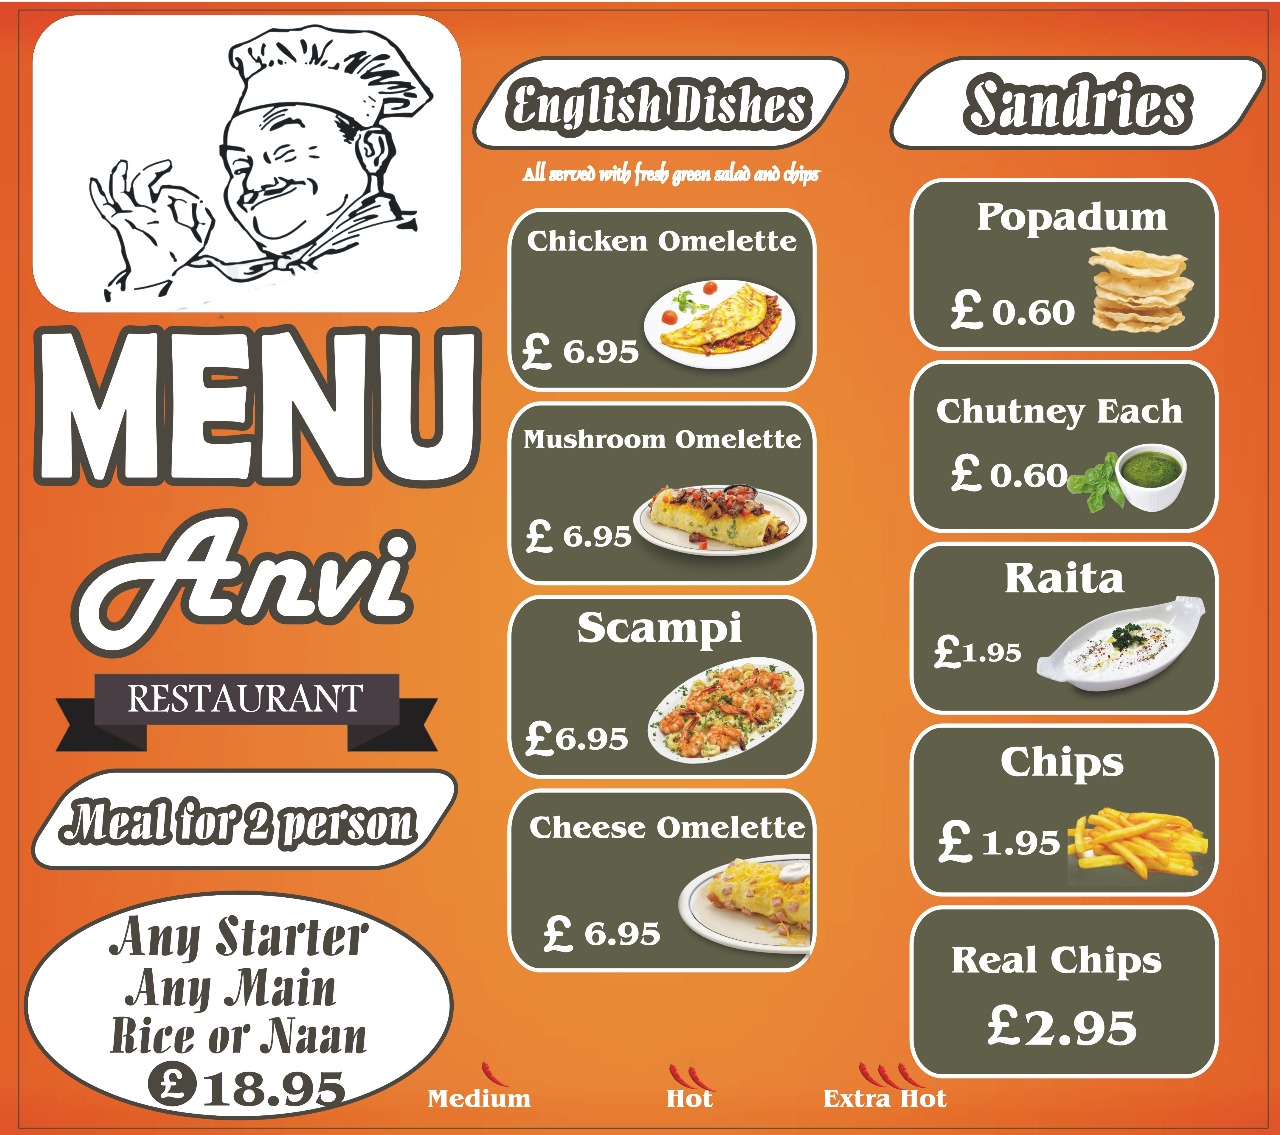 MENU
Anvi
RESTAURANT
Meal for 2 person
Any Starter
Any Main
Rice or Naan
£18.95
English Dishes
All served with fresh green salad and chips
Chicken Omelette
£ 6.95
Mushroom Omelette
£ 6.95
Scampi
£6.95
Cheese Omelette
£ 6.95
Sandries
Popadum
£ 0.60
Chutney Each
£ 0.60
Raita
£1.95
Chips
£ 1.95
Real Chips
£2.95
Medium
Hot
Extra Hot